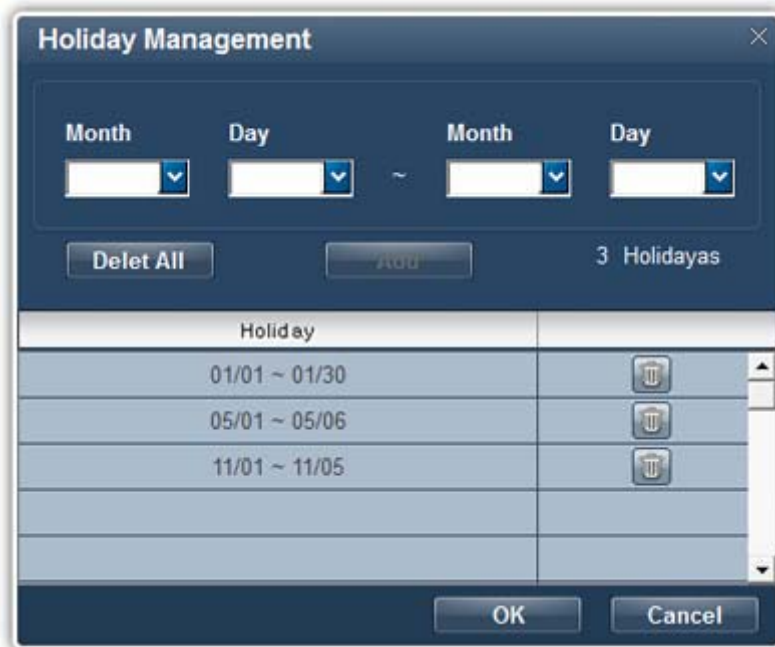 Holiday Management
Month Day ~ Month Day
Delet All Add 3 Holidayas
Holiday
01/01 ~ 01/30
05/01 ~ 05/06
11/01 ~ 11/05
OK Cancel